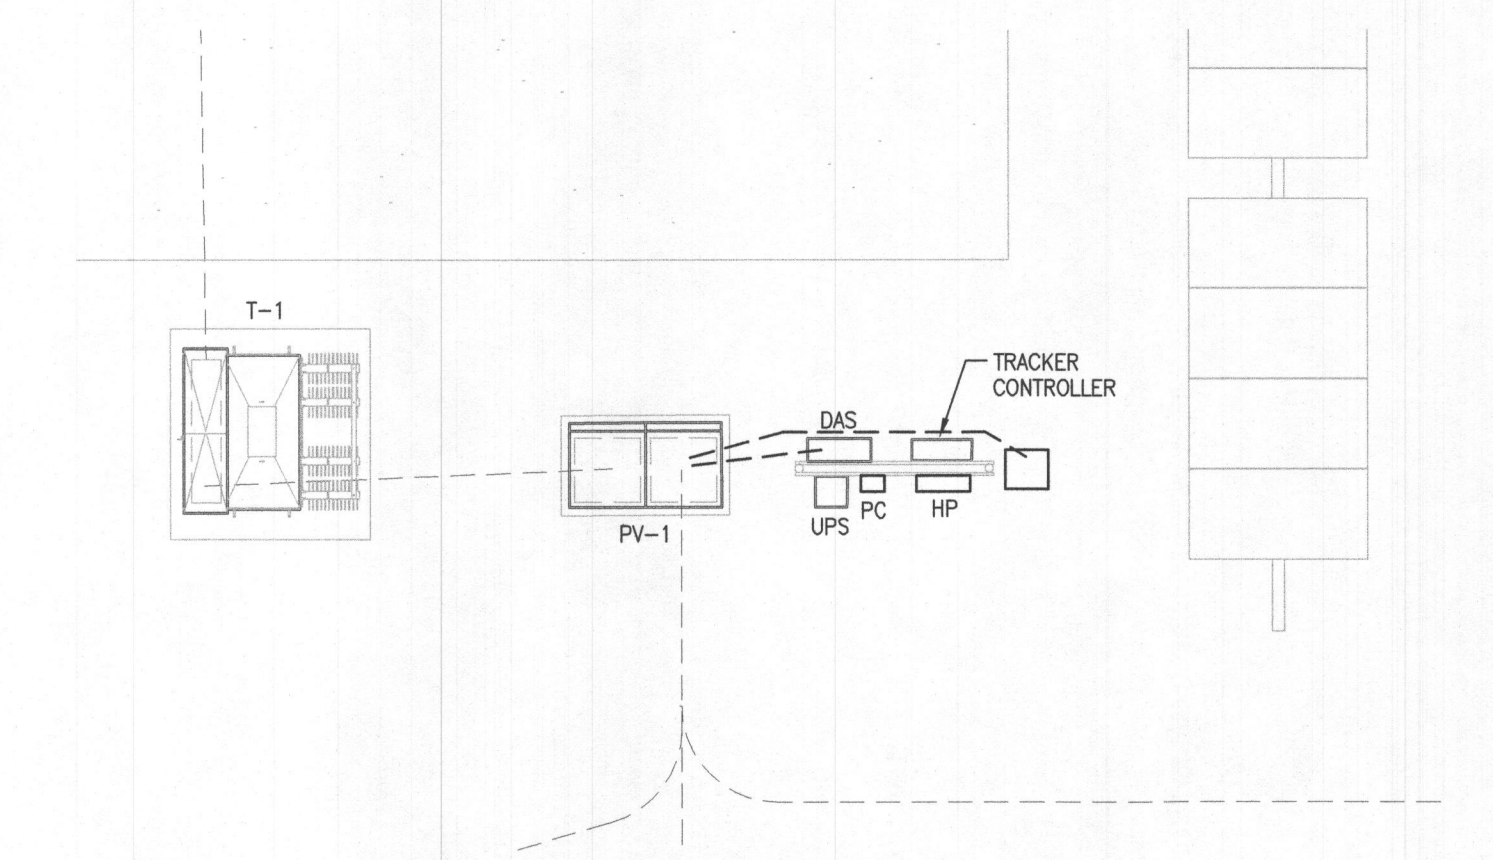 T-1
TRACKER
CONTROLLER
DAS
PV-1
UPS
PC
HP